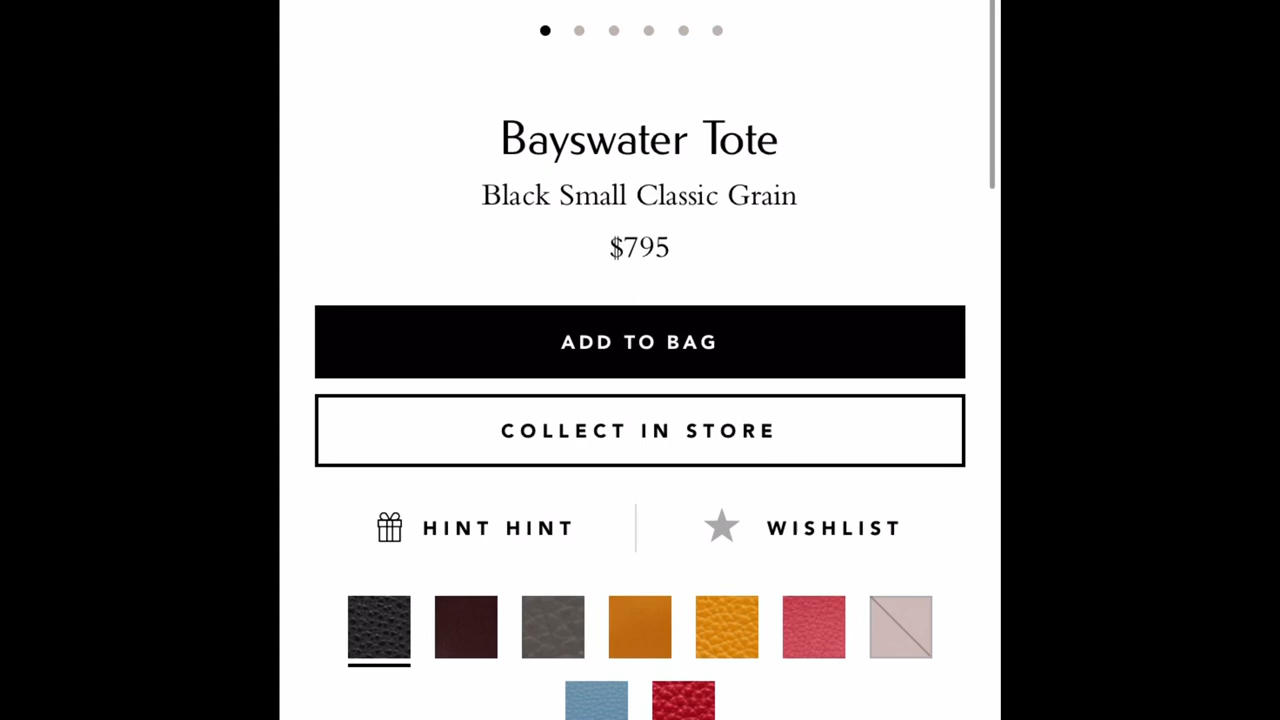 Bayswater Tote
Black Small Classic Grain
$795
ADD TO BAG
COLLECT IN STORE
HINT HINT
WISHLIST